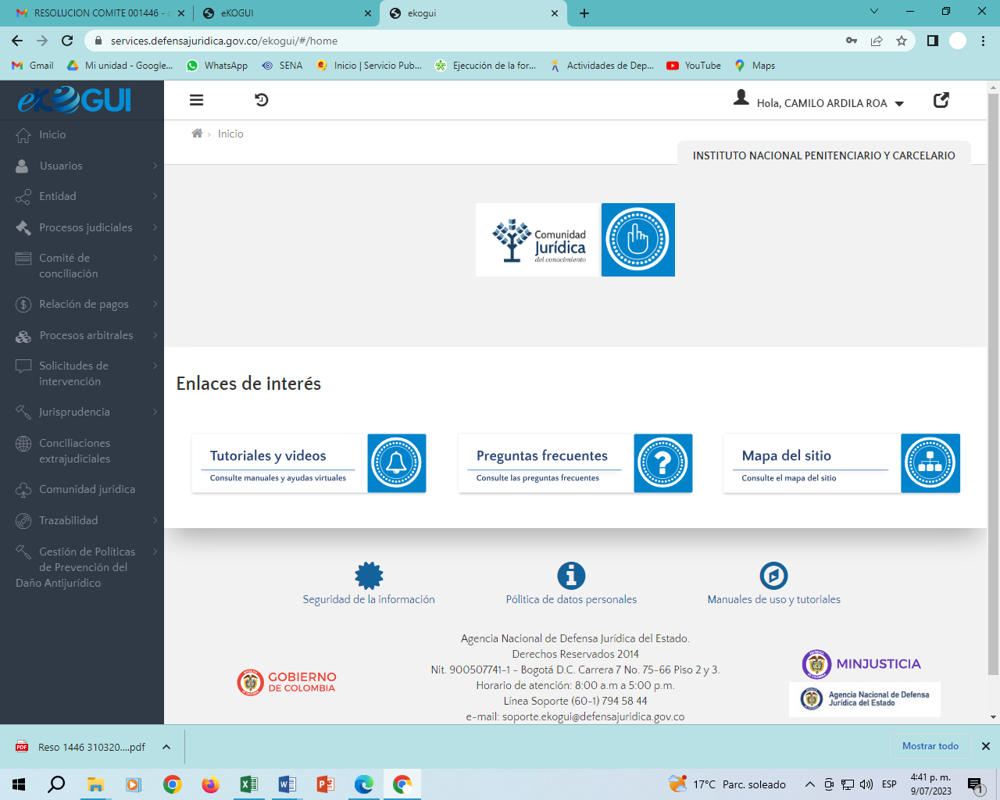 RESOLUCION COMITE 001446 -
eKOGUI
ekogui
services.defensajuridica.gov.co/ekogui/#/home
Gmail
Mi unidad - Google...
WhatsApp
SENA
Inicio | Servicio Pub...
Ejecución de la for...
Actividades de Dep...
YouTube
Maps
eKOGUI
Hola, CAMILO ARDILA ROA
Inicio
Inicio
INSTITUTO NACIONAL PENITENCIARIO Y CARCELARIO
Usuarios
Entidad
Procesos judiciales
Comité de
conciliación
Relación de pagos
Procesos arbitrales
Solicitudes de
intervención
Jurisprudencia
Conciliaciones
extrajudiciales
Comunidad jurídica
Trazabilidad
Gestión de Políticas
de Prevención del
Daño Antijurídico
Comunidad
Jurídica
del conocimiento
Enlaces de interés
Tutoriales y videos
Consulte manuales y ayudas virtuales
Preguntas frecuentes
Consulte las preguntas frecuentes
Mapa del sitio
Consulte el mapa del sitio
Seguridad de la información
Pólitica de datos personales
Manuales de uso y tutoriales
Agencia Nacional de Defensa Jurídica del Estado.
Derechos Reservados 2014
Nit. 900507741-1 - Bogotá D.C. Carrera 7 No. 75-66 Piso 2 y 3.
Horario de atención: 8:00 a.m a 5:00 p.m.
Línea Soporte (60-1) 794 58 44
e-mail: soporte.ekogui@defensajuridica.gov.co
GOBIERNO
DE COLOMBIA
MINJUSTICIA
Agencia Nacional de Defensa
Jurídica del Estado
Reso 1446 310320....pdf
Mostrar todo
17°C Parc. soleado
ESP
4:41 p. m.
9/07/2023
1